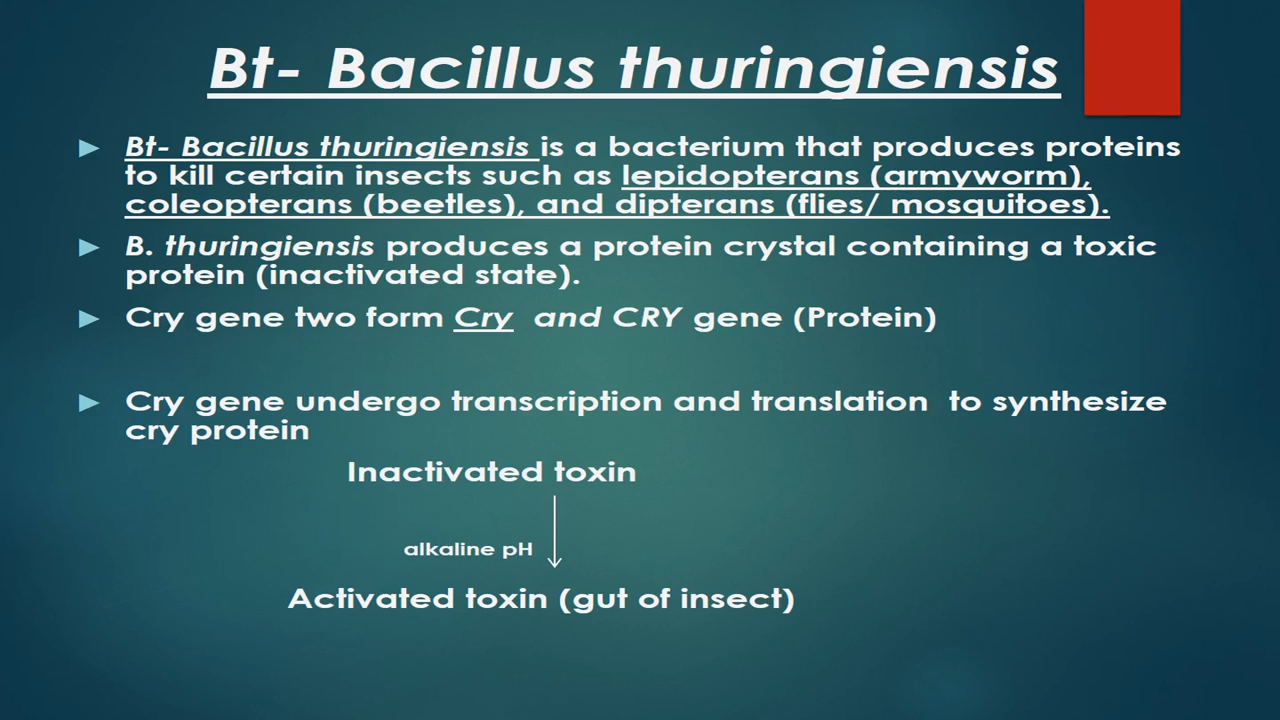 Bt- Bacillus thuringiensis
Bt- Bacillus thuringiensis is a bacterium that produces proteins
to kill certain insects such as lepidopterans (armyworm),
coleopterans (beetles), and dipterans (flies/ mosquitoes).
B. thuringiensis produces a protein crystal containing a toxic
protein (inactivated state).
Cry gene two form Cry and CRY gene (Protein)
Cry gene undergo transcription and translation to synthesize
cry protein
Inactivated toxin
alkaline pH
Activated toxin (gut of insect)